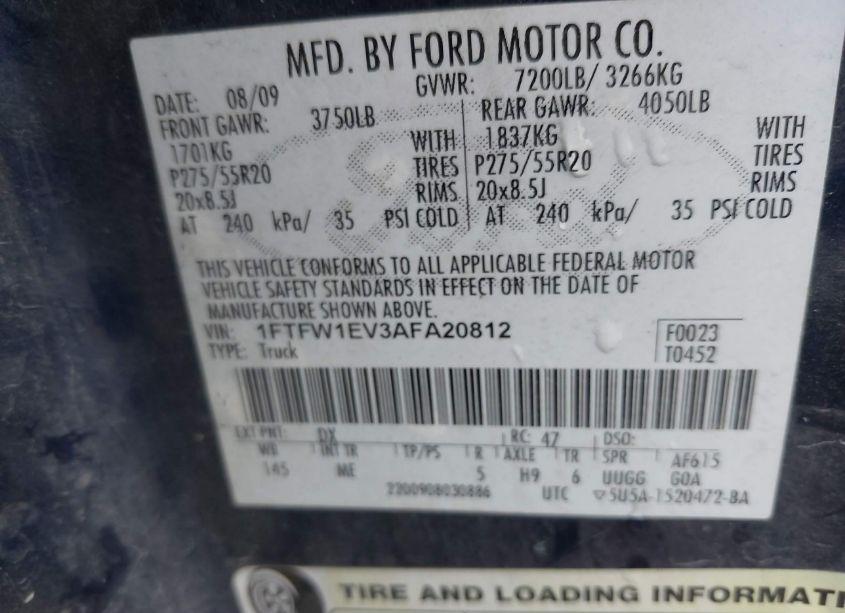 MFD. BY FORD MOTOR CO.
DATE: 08/09 GVWR: 7200LB/ 3266KG
FRONT GAWR: 3750LB REAR GAWR: 4050LB
1701KG WITH 1837KG WITH
P275/55R20 TIRES P275/55R20 TIRES
20x8.5J RIMS 20x8.5J RIMS
AT 240 kPa/ 35 PSI COLD AT 240 kPa/ 35 PSI COLD
THIS VEHICLE CONFORMS TO ALL APPLICABLE FEDERAL MOTOR
VEHICLE SAFETY STANDARDS IN EFFECT ON THE DATE OF
MANUFACTURE SHOWN ABOVE.
VIN: 1FTFW1EV3AFA20812 F0023
TYPE: Truck T0452
EXT PNT: DX RC: 47 DSO:
WB INT TR TP/PS R AXLE TR SPR AF615
145 ME 5 H9 6 UUGG GOA
2200908030886 UTC ▽5U5A-1520472-BA
TIRE AND LOADING INFORMATI